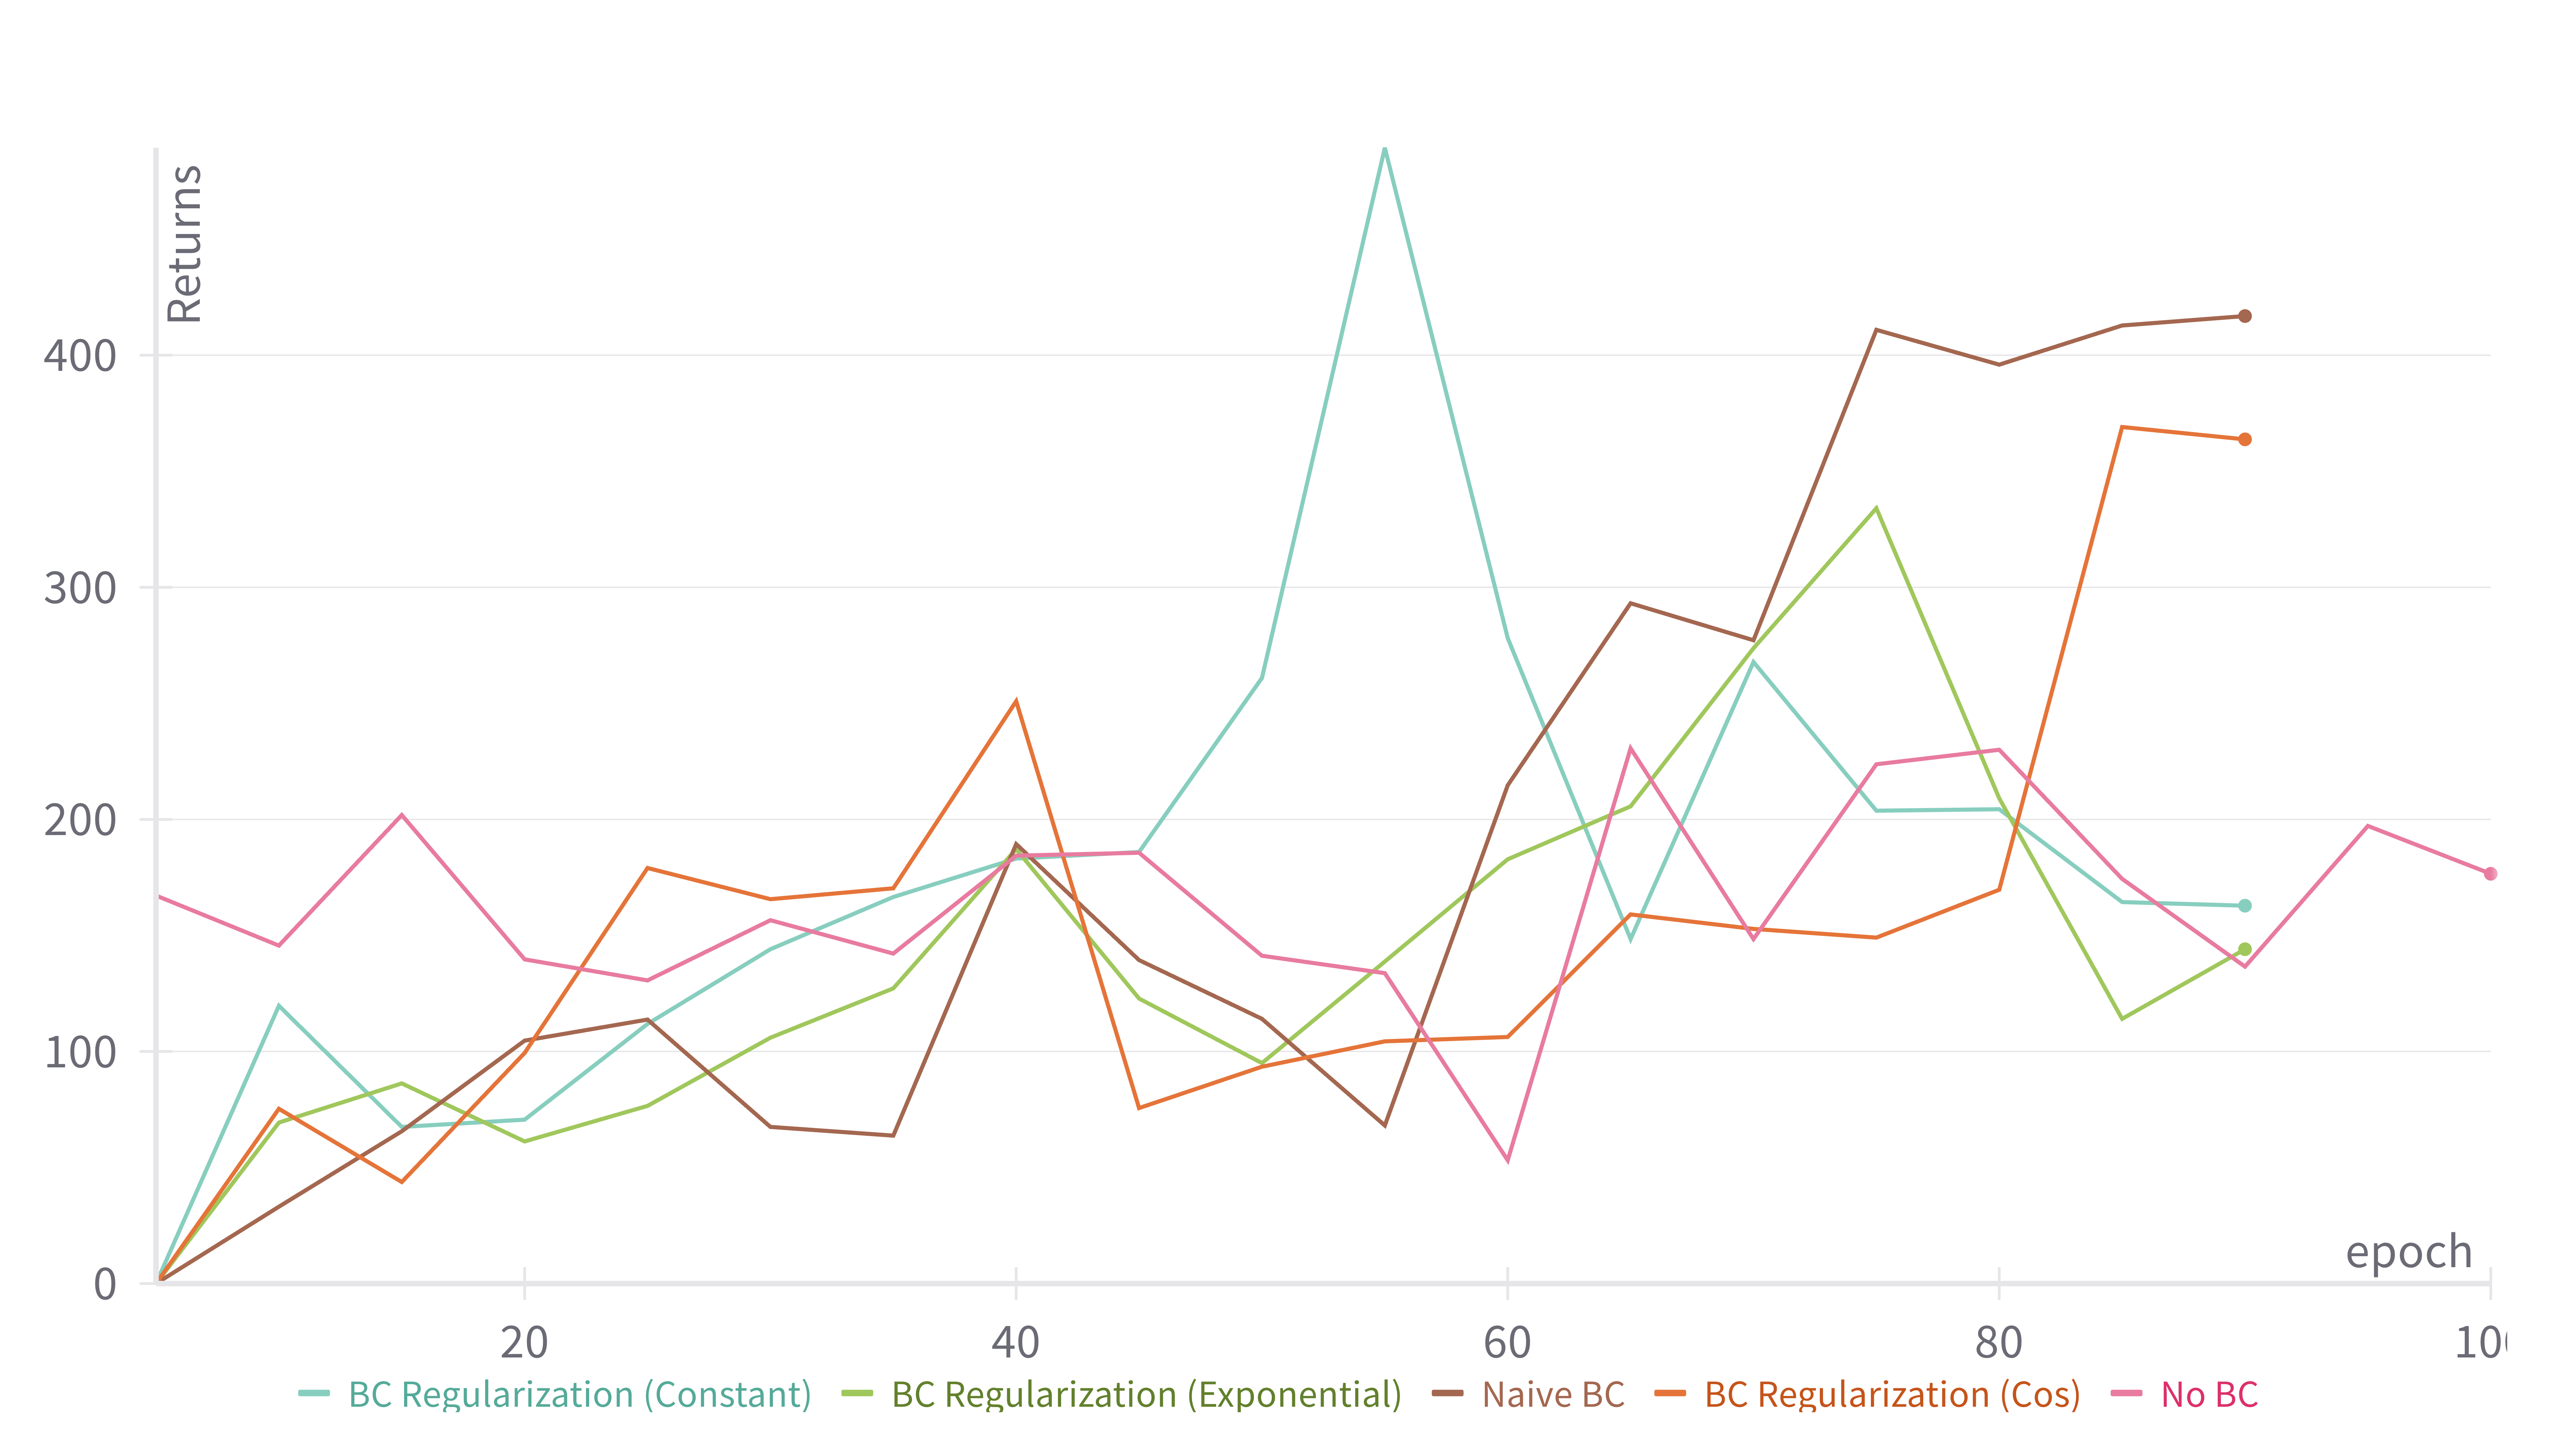 Returns
400
300
200
100
0
epoch
20 40 60 80 10
BC Regularization (Constant) BC Regularization (Exponential) Naive BC BC Regularization (Cos) No BC